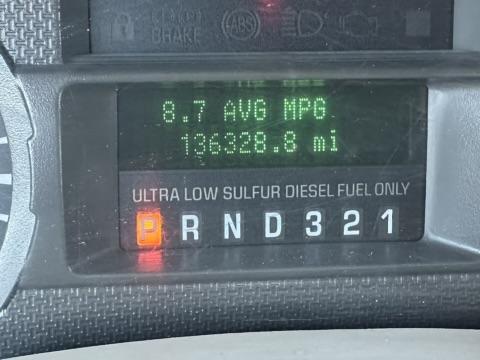 BRAKE
ABS
8.7 AVG MPG
136328.8 mi
ULTRA LOW SULFUR DIESEL FUEL ONLY
P R N D 3 2 1